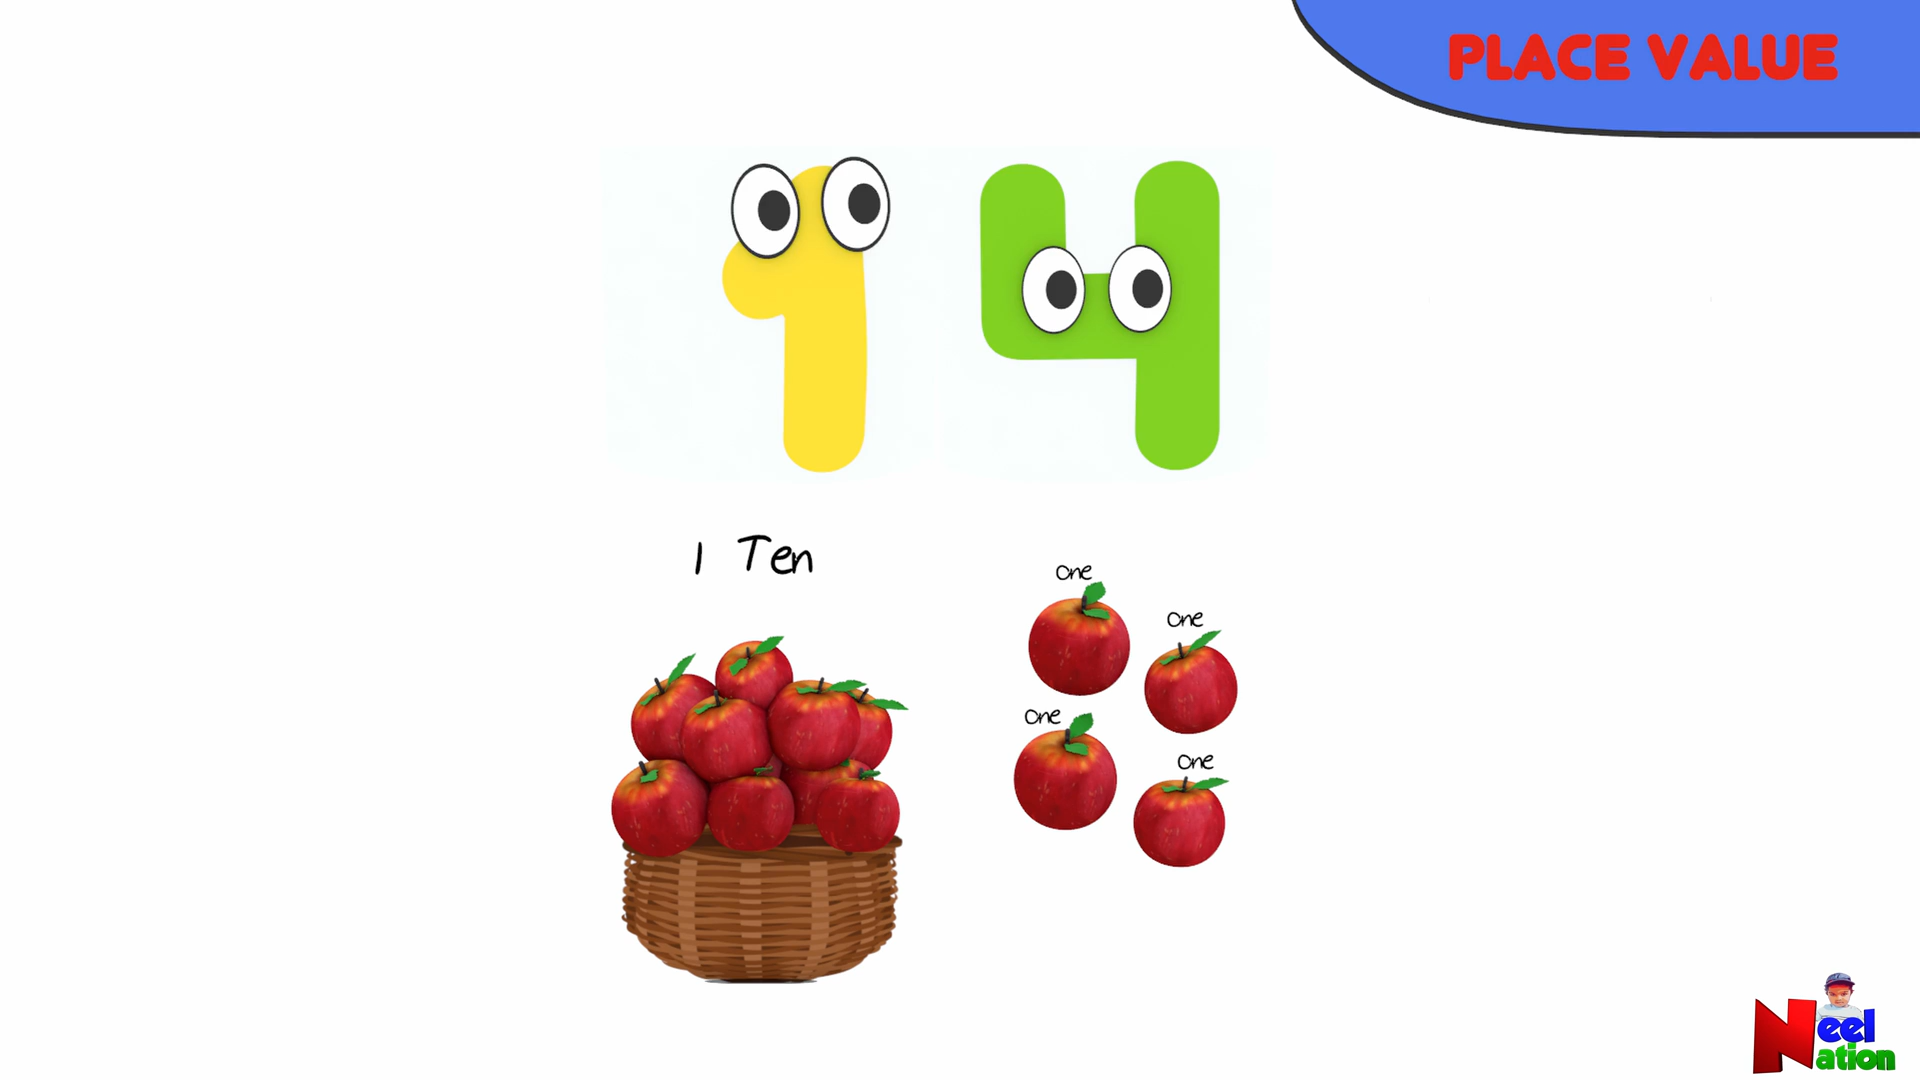 PLACE VALUE
14
1 Ten
One
One
One
One
Neel
Nation